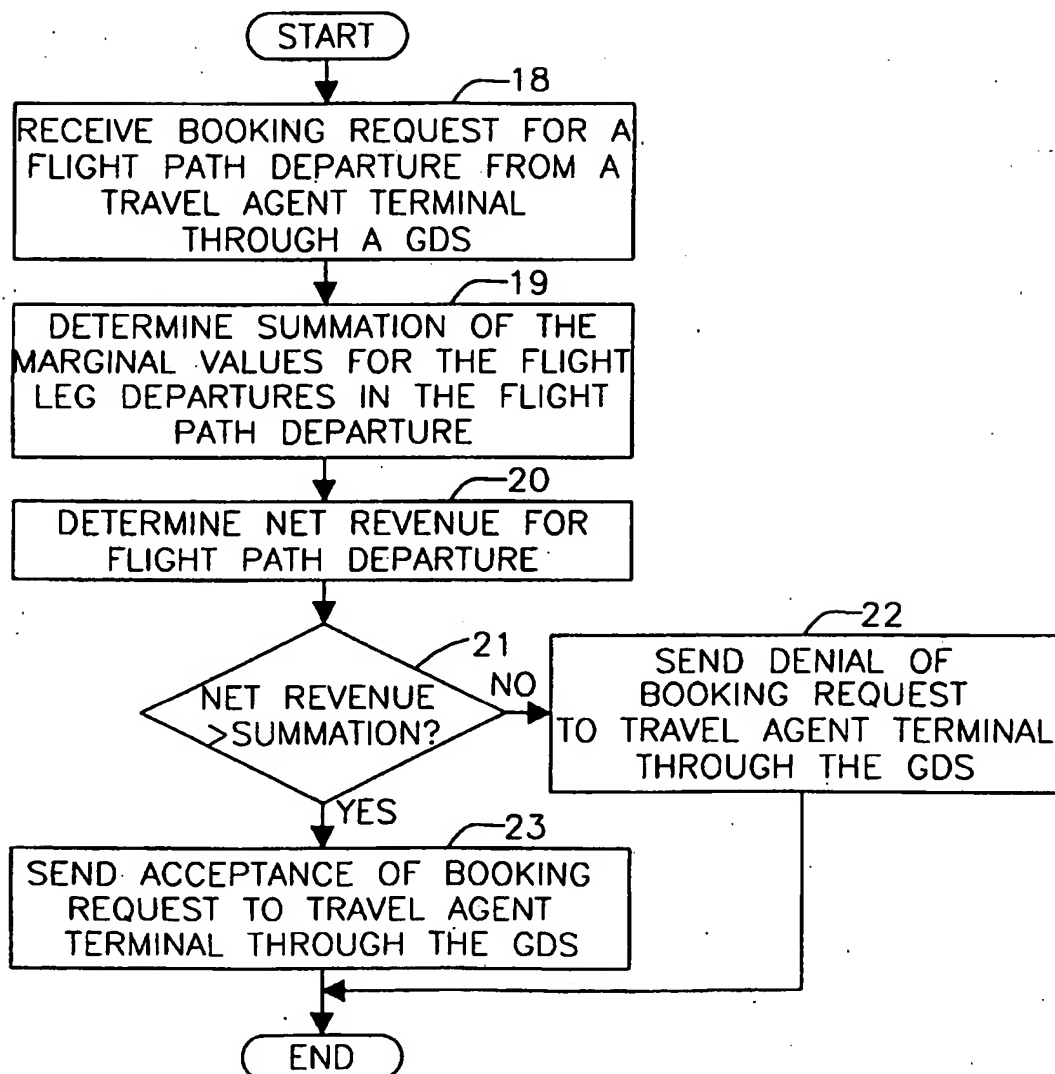 START
18
RECEIVE BOOKING REQUEST FOR A
FLIGHT PATH DEPARTURE FROM A
TRAVEL AGENT TERMINAL
THROUGH A GDS
19
DETERMINE SUMMATION OF THE
MARGINAL VALUES FOR THE FLIGHT
LEG DEPARTURES IN THE FLIGHT
PATH DEPARTURE
20
DETERMINE NET REVENUE FOR
FLIGHT PATH DEPARTURE
21
NET REVENUE
>SUMMATION?
NO
22
SEND DENIAL OF
BOOKING REQUEST
TO TRAVEL AGENT TERMINAL
THROUGH THE GDS
YES
23
SEND ACCEPTANCE OF BOOKING
REQUEST TO TRAVEL AGENT
TERMINAL THROUGH THE GDS
END